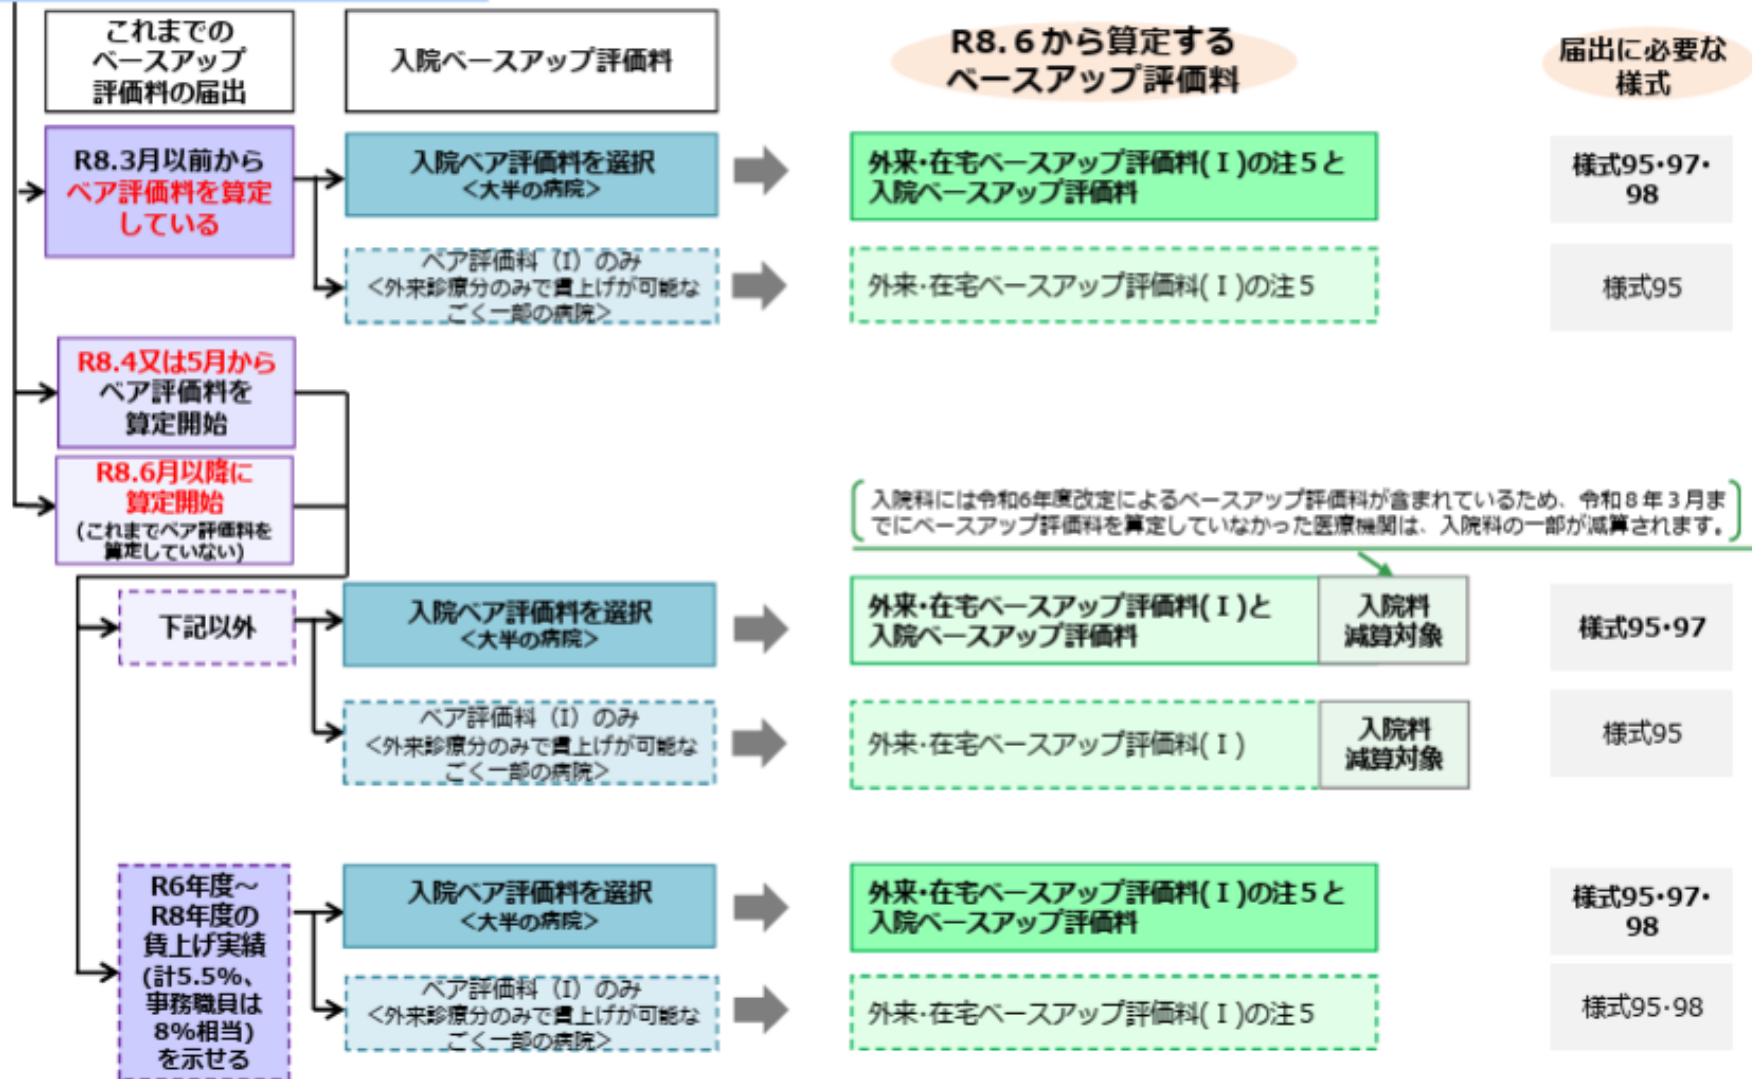 これまでの
ベースアップ
評価料の届出
入院ベースアップ評価料
R8.6から算定する
ベースアップ評価料
届出に必要な
様式
R8.3月以前から
ベア評価料を算定
している
入院ベア評価料を選択
<大半の病院>
外来・在宅ベースアップ評価料(Ⅰ)の注5と
入院ベースアップ評価料
様式95・97・
98
ベア評価料(I)のみ
<外来診療分のみで賃上げが可能な
ごく一部の病院>
外来・在宅ベースアップ評価料(Ⅰ)の注5
様式95
R8.4又は5月から
ベア評価料を
算定開始
R8.6月以降に
算定開始
(これまでベア評価料を
算定していない)
入院料には令和6年度改定によるベースアップ評価料が含まれているため、令和8年3月ま
でにベースアップ評価料を算定していなかった医療機関は、入院料の一部が減算されます。
下記以外
入院ベア評価料を選択
<大半の病院>
外来・在宅ベースアップ評価料(Ⅰ)と
入院ベースアップ評価料
入院料
減算対象
様式95・97
ベア評価料(I)のみ
<外来診療分のみで賃上げが可能な
ごく一部の病院>
外来・在宅ベースアップ評価料(Ⅰ)
入院料
減算対象
様式95
R6年度～
R8年度の
賃上げ実績
(計5.5%、
事務職員は
8%相当)
を示せる
入院ベア評価料を選択
<大半の病院>
外来・在宅ベースアップ評価料(Ⅰ)の注5と
入院ベースアップ評価料
様式95・97・
98
ベア評価料(I)のみ
<外来診療分のみで賃上げが可能な
ごく一部の病院>
外来・在宅ベースアップ評価料(Ⅰ)の注5
様式95・98